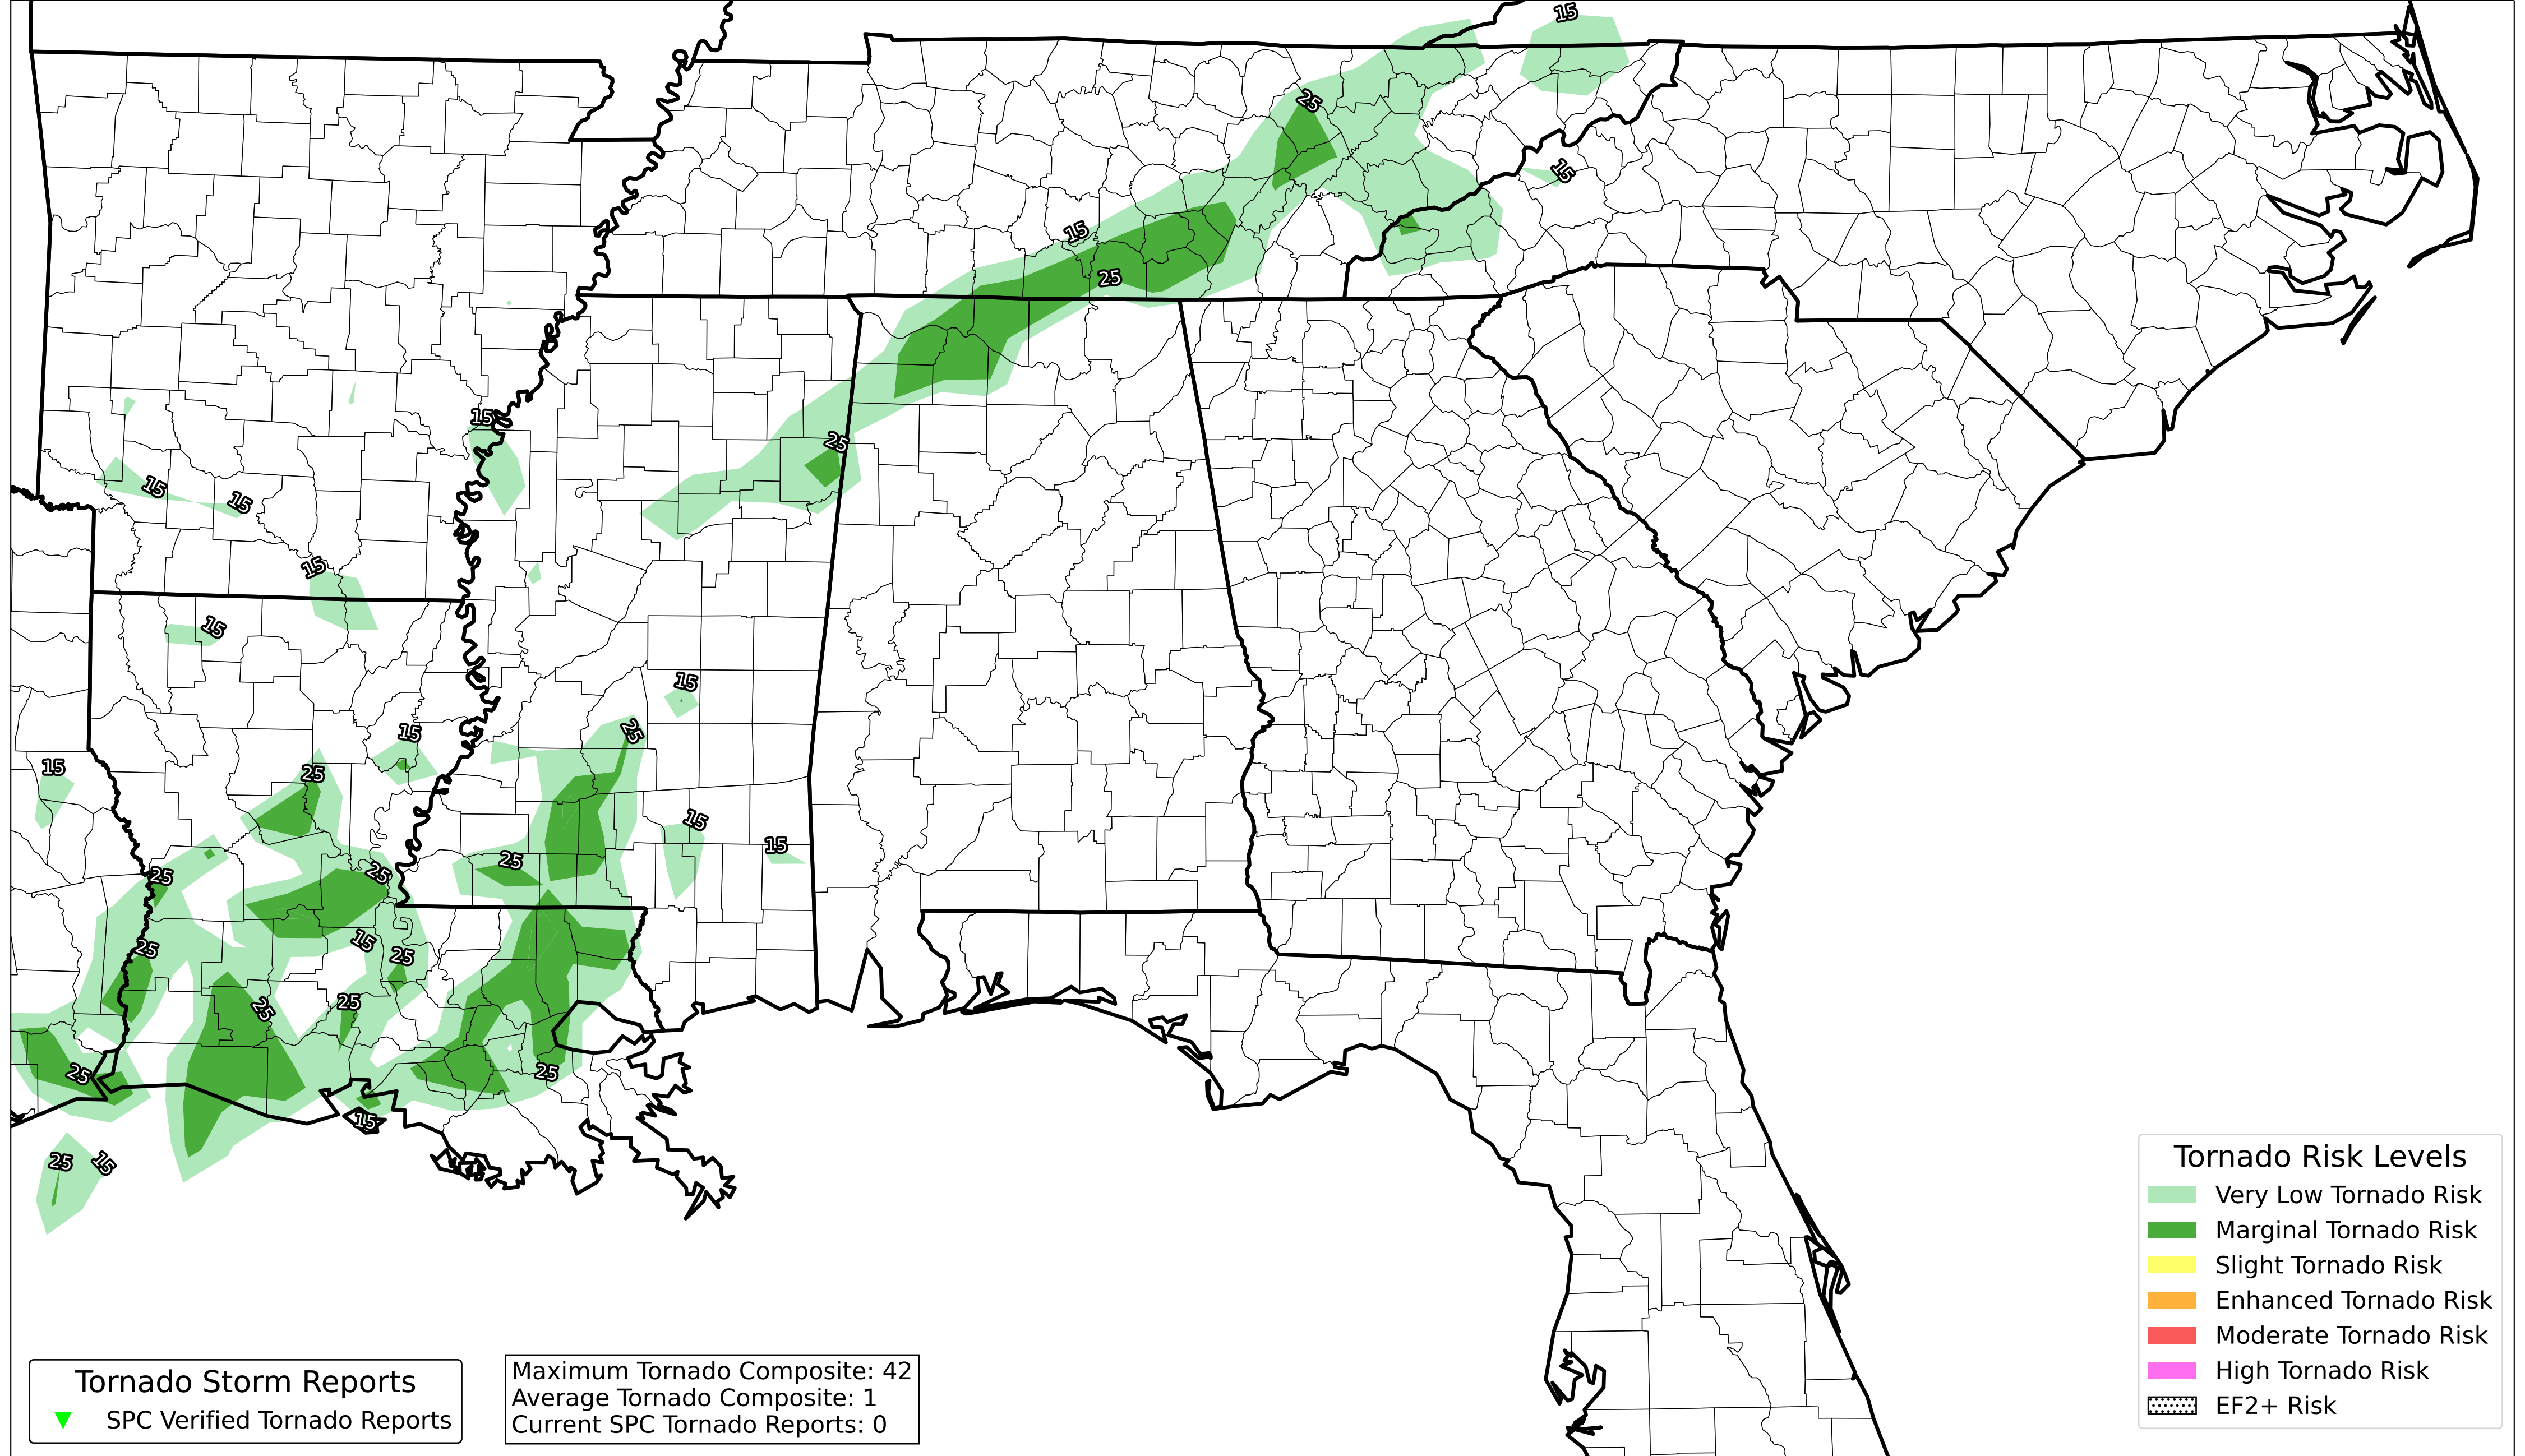 15
25
15
15
25
15
25
15
15
15
15
15
25
15
15
25
15
15
25
25
25
25
15
25
25
25
25
25
25
15
25
15
Tornado Risk Levels
Very Low Tornado Risk
Marginal Tornado Risk
Slight Tornado Risk
Enhanced Tornado Risk
Moderate Tornado Risk
High Tornado Risk
EF2+ Risk
Tornado Storm Reports
SPC Verified Tornado Reports
Maximum Tornado Composite: 42
Average Tornado Composite: 1
Current SPC Tornado Reports: 0